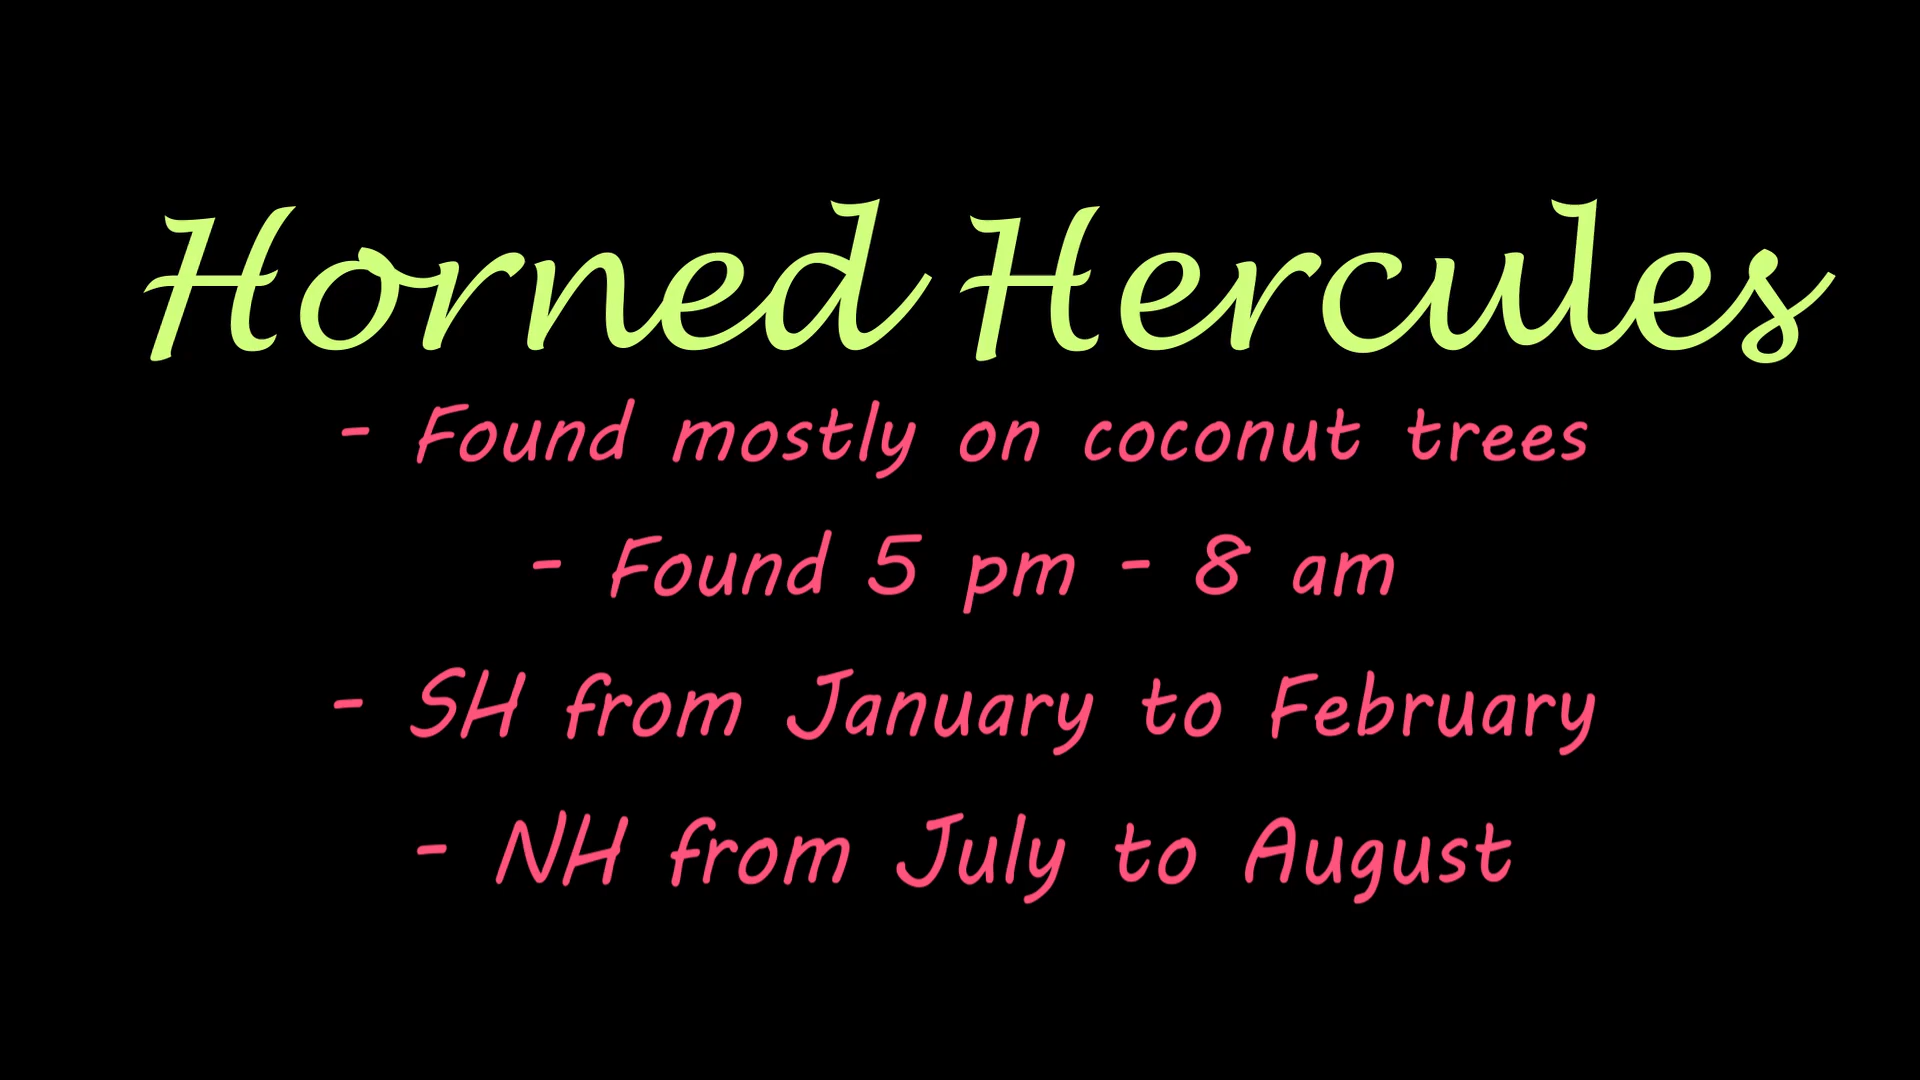 Horned Hercules
- Found mostly on coconut trees
- Found 5 pm - 8 am
- SH from January to February
- NH from July to August